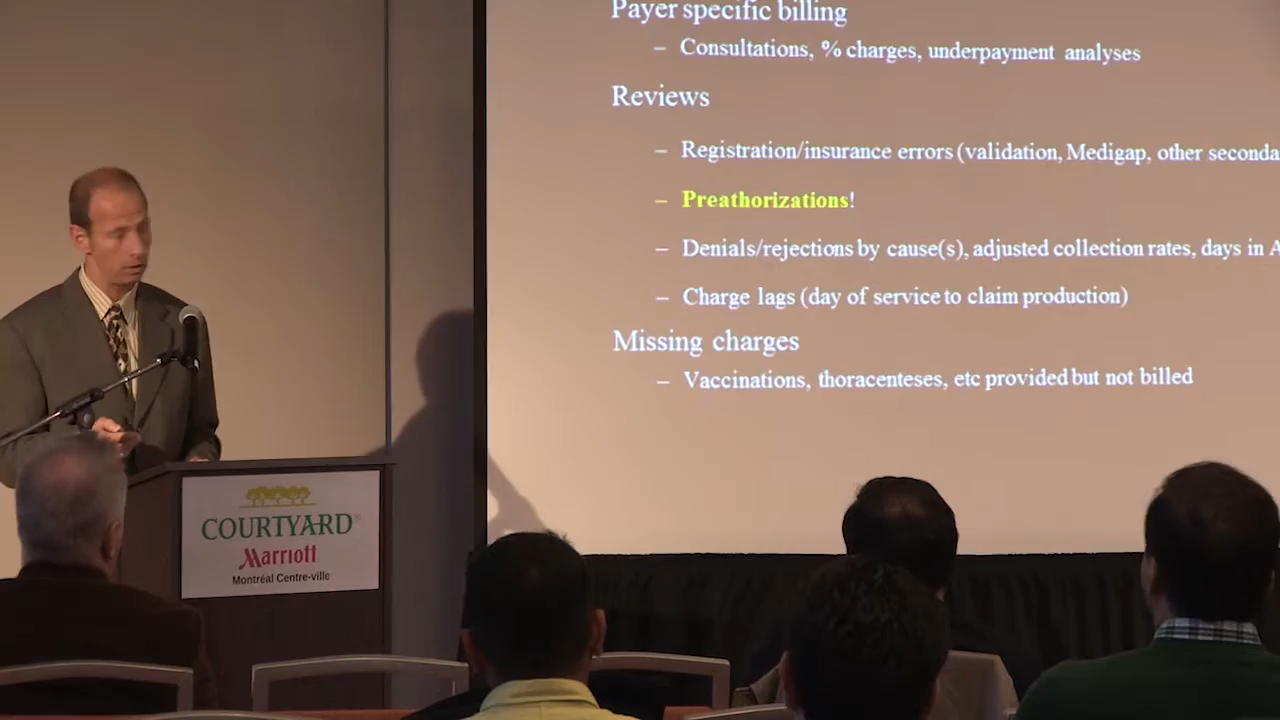 Payer specific billing
– Consultations, % charges, underpayment analyses
Reviews
– Registration/insurance errors (validation, Medigap, other
– Preathorizations!
– Denials/rejections by cause(s), adjusted collection rates, days in
– Charge lags (day of service to claim production)
Missing charges
– Vaccinations, thoracenteses, etc provided but not billed
COURTYARD®
Marriott
Montréal Centre-ville